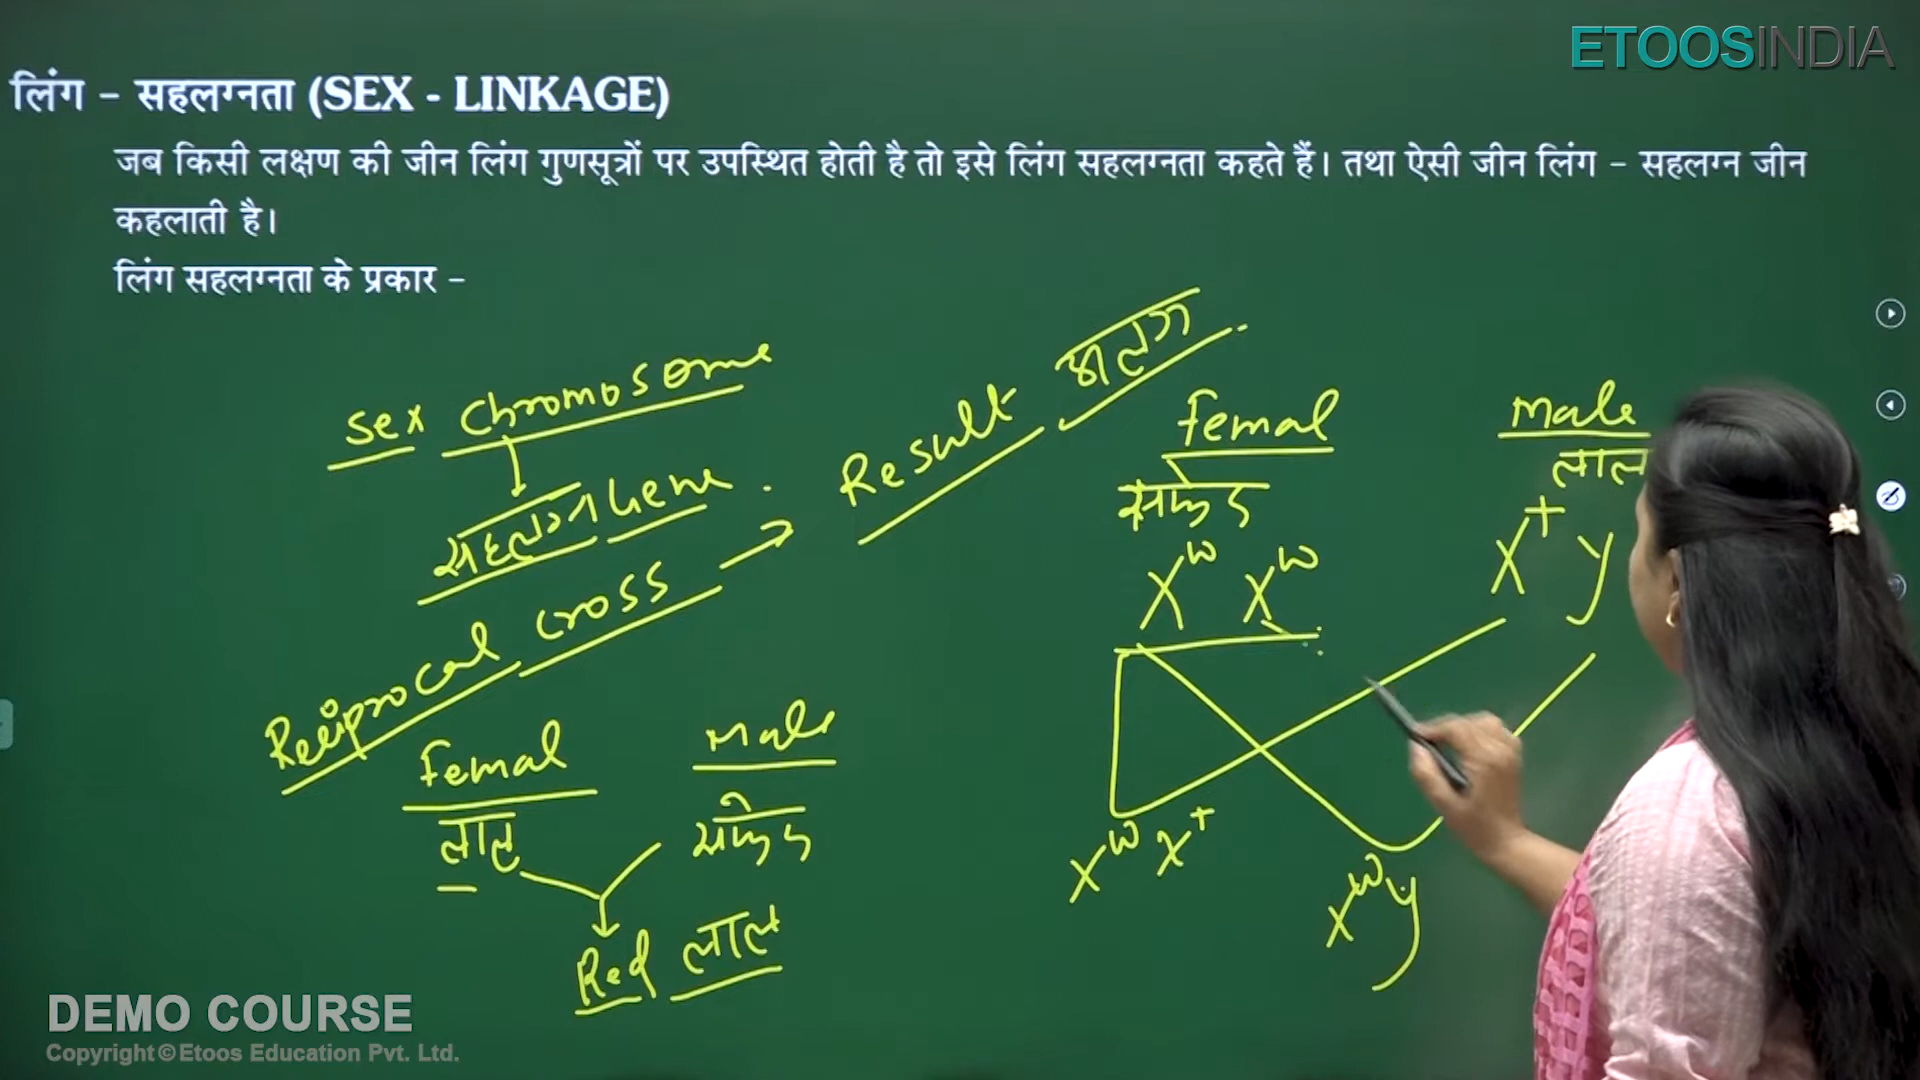 ETOOSINDIA
लिंग – सहलग्नता (SEX - LINKAGE)
जब किसी लक्षण की जीन लिंग गुणसूत्रों पर उपस्थित होती है तो इसे लिंग सहलग्नता कहते हैं। तथा ऐसी जीन लिंग – सहलग्न जीन
कहलाती है।
लिंग सहलग्नता के प्रकार –
Sex Chromosome
सहलग्न Gene.
Reciprocal Cross → Result अलग.
Femal Male
लाल सफेद
Red लाल
Femal Male
सफेद लाल
X^w X^w X^+ y
X^w X^+ X^w y
DEMO COURSE
Copyright © Etoos Education Pvt. Ltd.